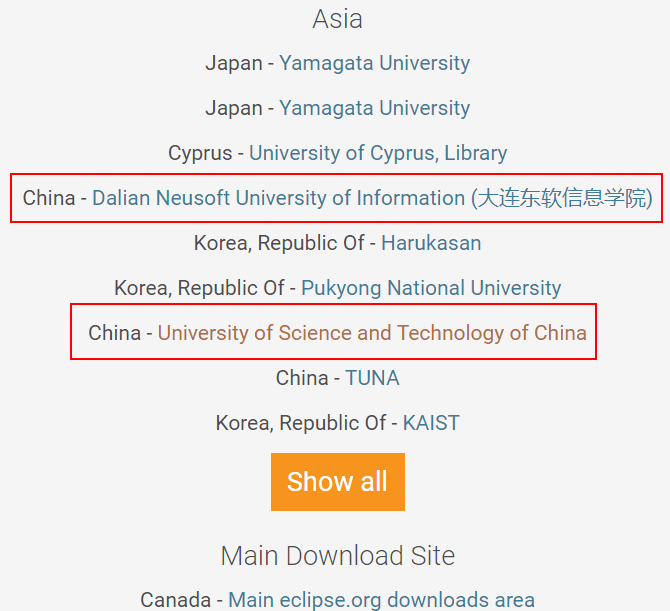 Asia
Japan - Yamagata University
Japan - Yamagata University
Cyprus - University of Cyprus, Library
China - Dalian Neusoft University of Information (大连东软信息学院)
Korea, Republic Of - Harukasan
Korea, Republic Of - Pukyong National University
China - University of Science and Technology of China
China - TUNA
Korea, Republic Of - KAIST
Show all
Main Download Site
Canada - Main eclipse.org downloads area